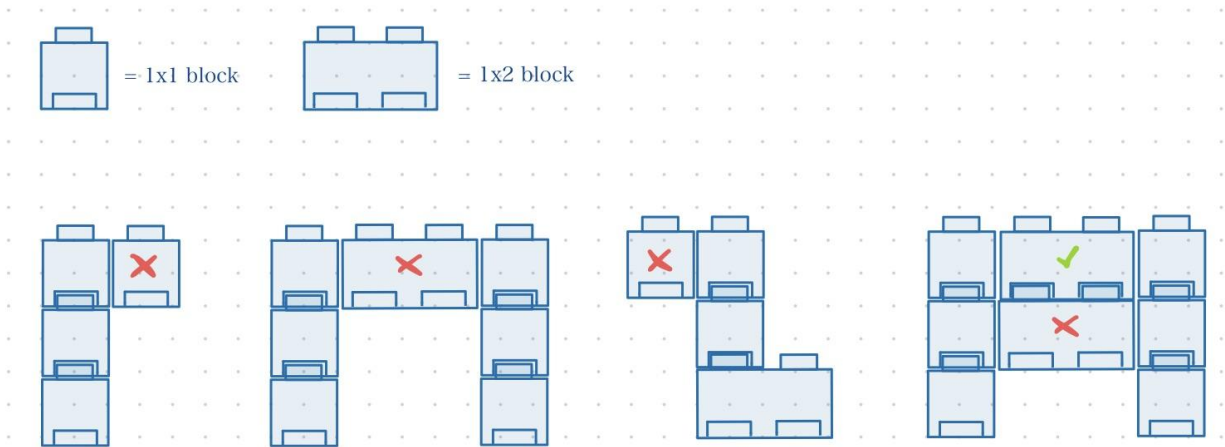 = 1x1 block
= 1x2 block